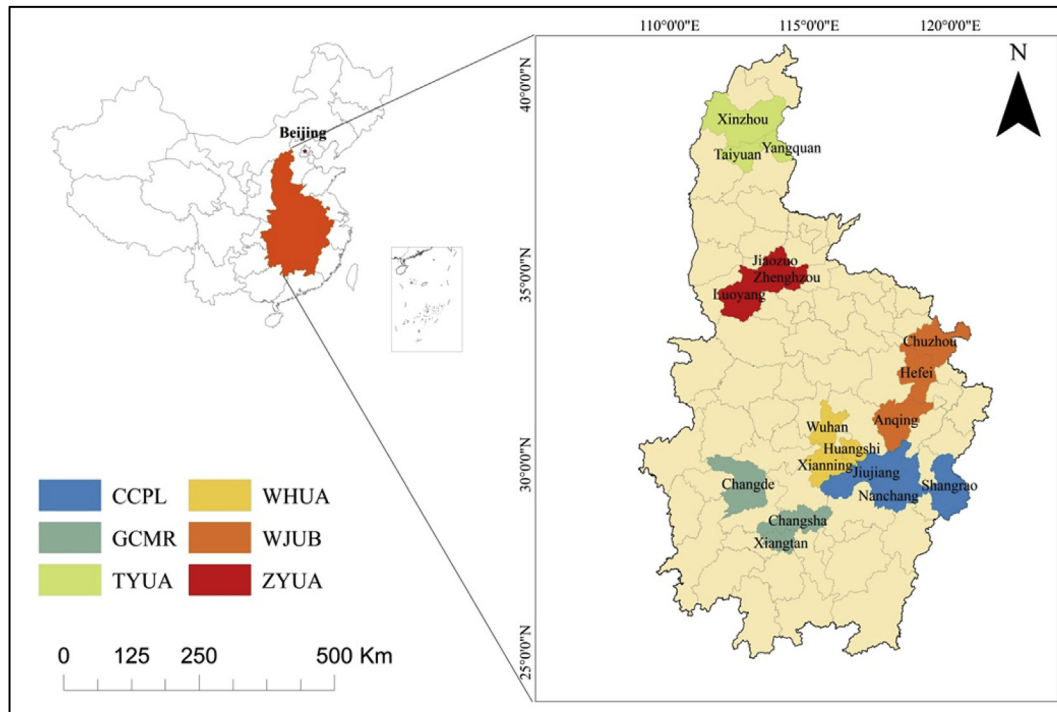 110°0'0"E 115°0'0"E 120°0'0"E
40°0'0"N
35°0'0"N
30°0'0"N
25°0'0"N
N
Beijing
Xinzhou
Taiyuan
Yangquan
Jiaozuo
Zhenghzou
Luoyang
Chuzhou
Hefei
Anqing
Wuhan
Huangshi
Xianning
Jiujiang
Nanchang
Shangrao
Changde
Changsha
Xiangtan
CCPL WHUA
GCMR WJUB
TYUA ZYUA
0 125 250 500 Km